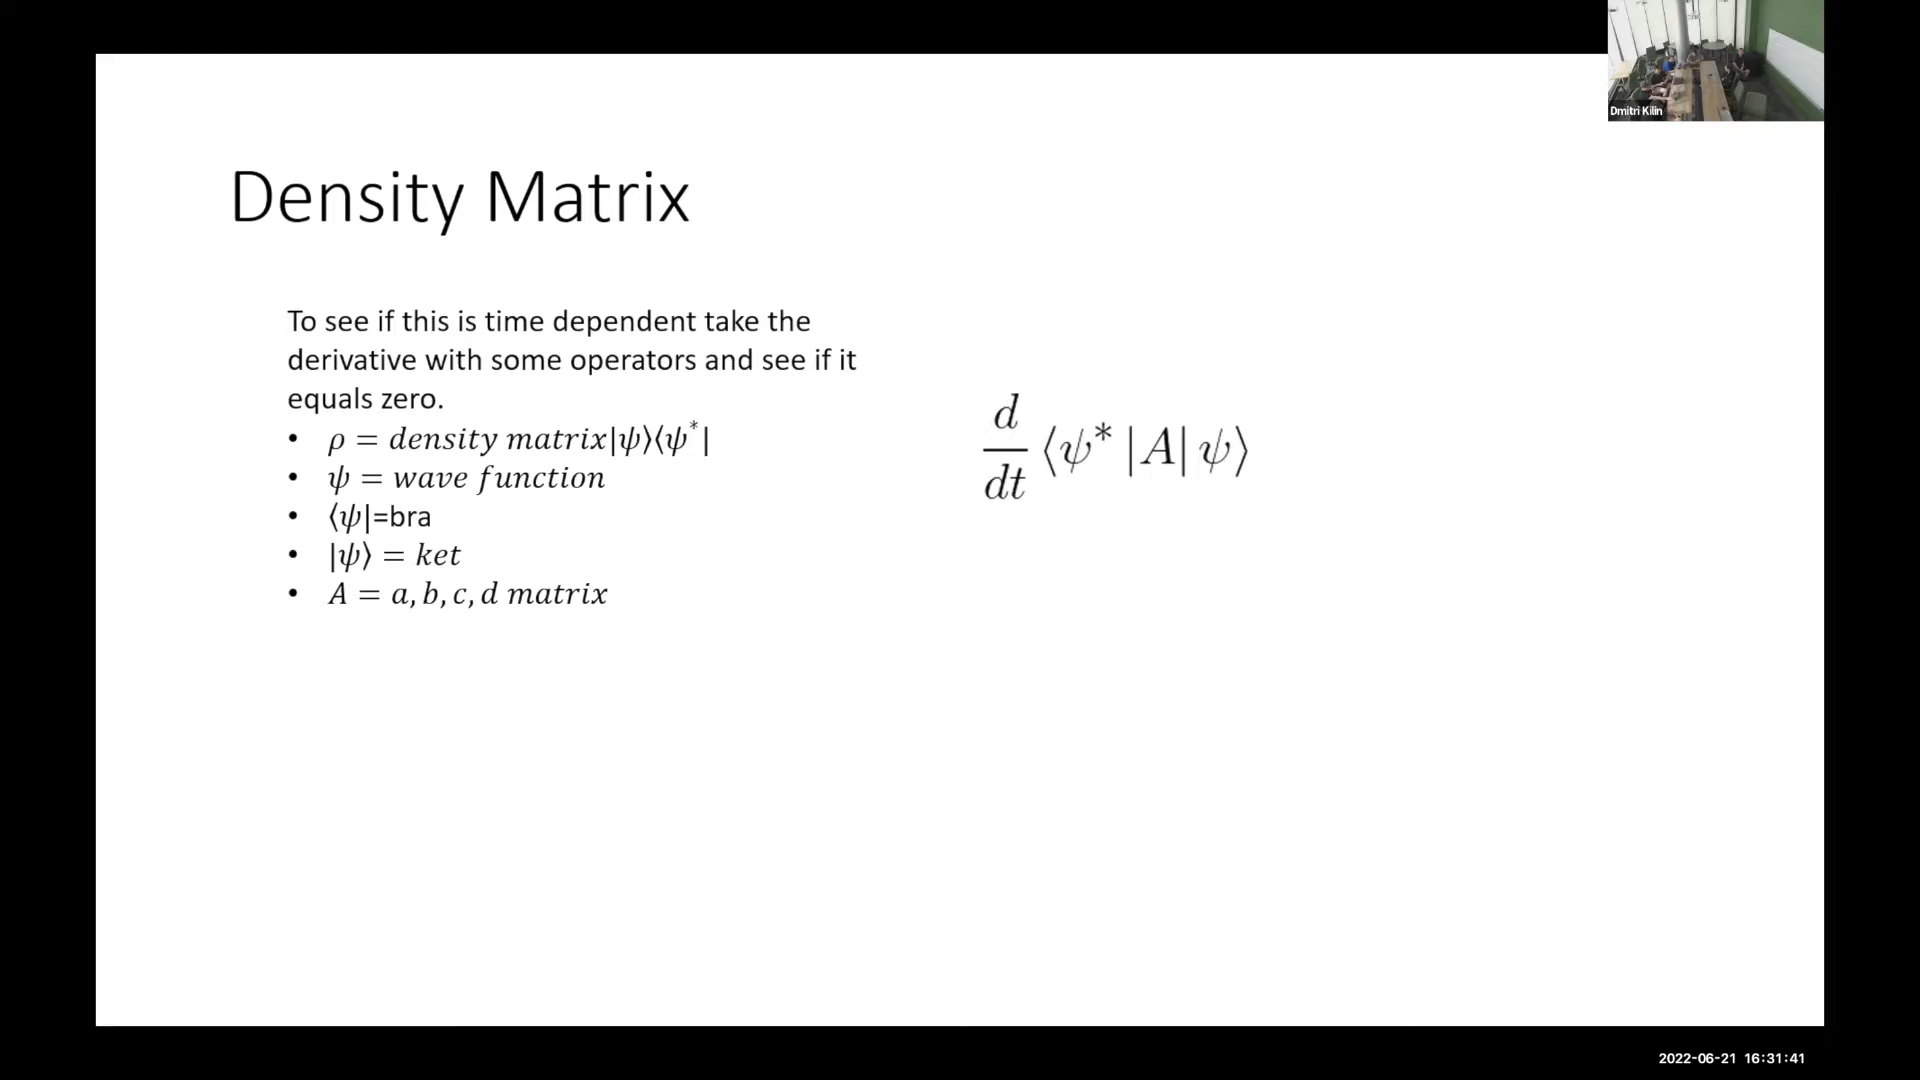 Dmitri Kilin
Density Matrix
To see if this is time dependent take the
derivative with some operators and see if it
equals zero.
• ρ = density matrix|ψ⟩⟨ψ*|
• ψ = wave function
• ⟨ψ|=bra
• |ψ⟩ = ket
• A = a, b, c, d matrix
d/dt ⟨ψ* |A| ψ⟩
2022-06-21 16:31:41